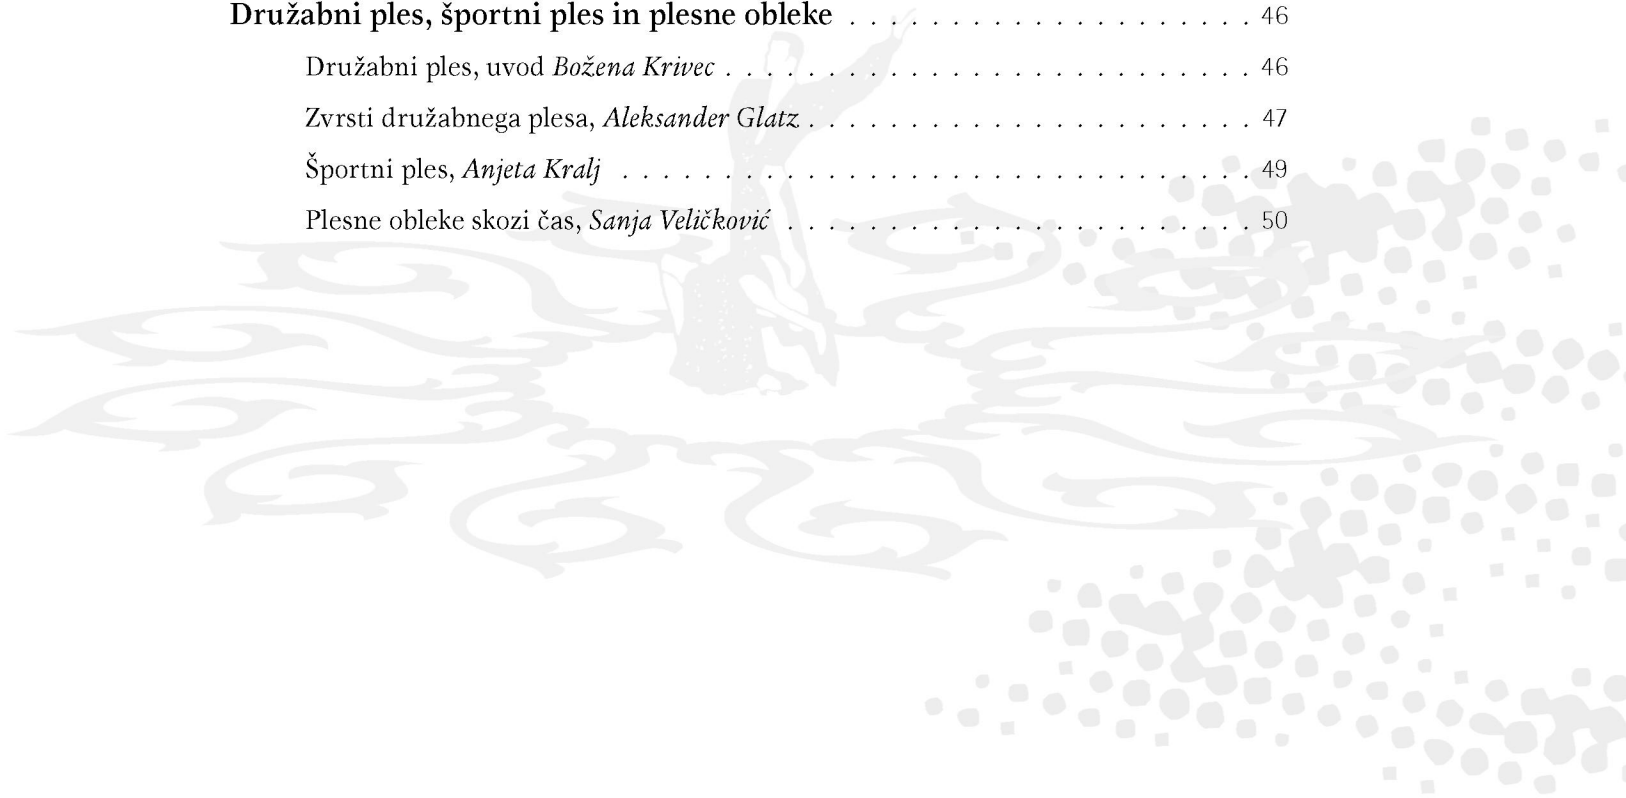 Družabni ples, športni ples in plesne obleke . . . . . . . . . . . . . . . . . . . . 46
Družabni ples, uvod Božena Krivec . . . . . . . . . . . . . . . . . . . . . . . . . . 46
Zvrsti družabnega plesa, Aleksander Glatz . . . . . . . . . . . . . . . . . . . . . . 47
Športni ples, Anjeta Kralj . . . . . . . . . . . . . . . . . . . . . . . . . . . . . . . 49
Plesne obleke skozi čas, Sanja Veličković . . . . . . . . . . . . . . . . . . . . . . . 50